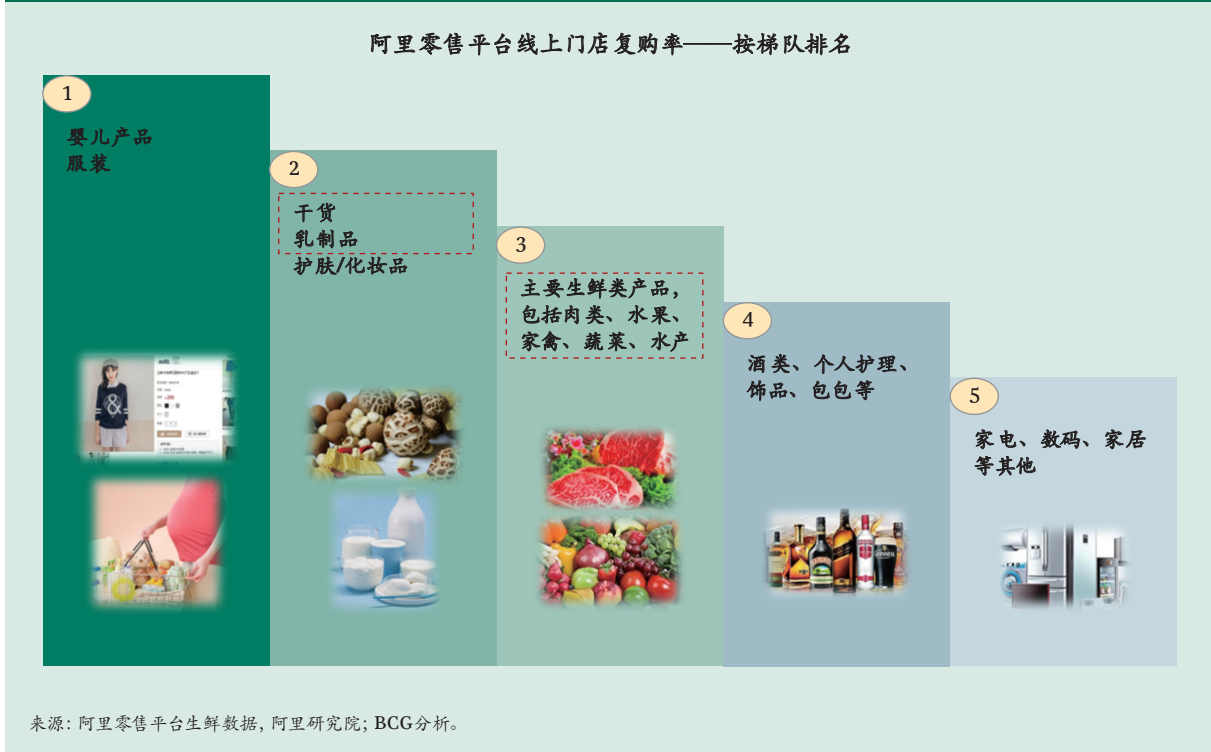 阿里零售平台线上门店复购率——按梯队排名
1
婴儿产品
服装
2
干货
乳制品
护肤/化妆品
3
主要生鲜类产品,
包括肉类、水果、
家禽、蔬菜、水产
4
酒类、个人护理、
饰品、包包等
5
家电、数码、家居
等其他
&
GUINNESS
来源: 阿里零售平台生鲜数据, 阿里研究院; BCG分析。